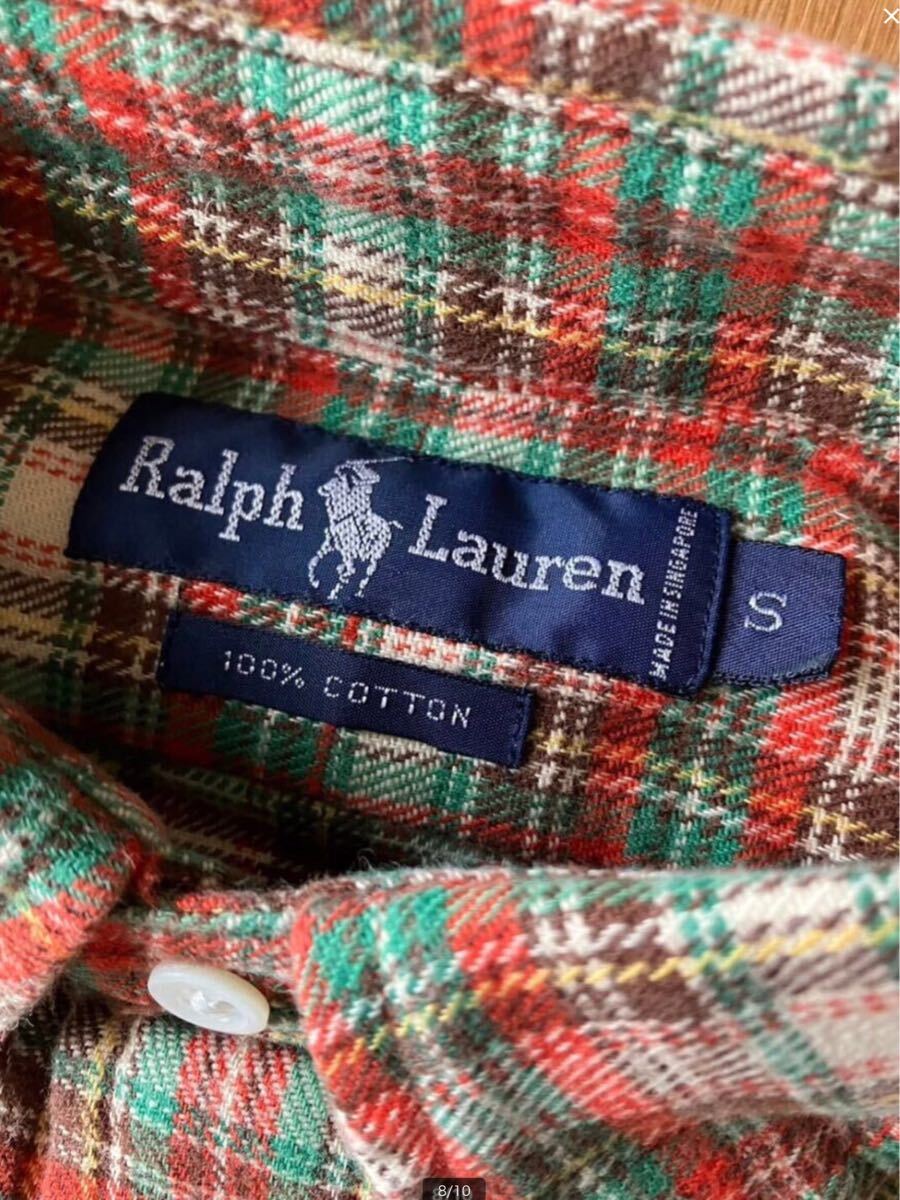 Ralph Lauren
MADE IN SINGAPORE
S
100% COTTON
8/10